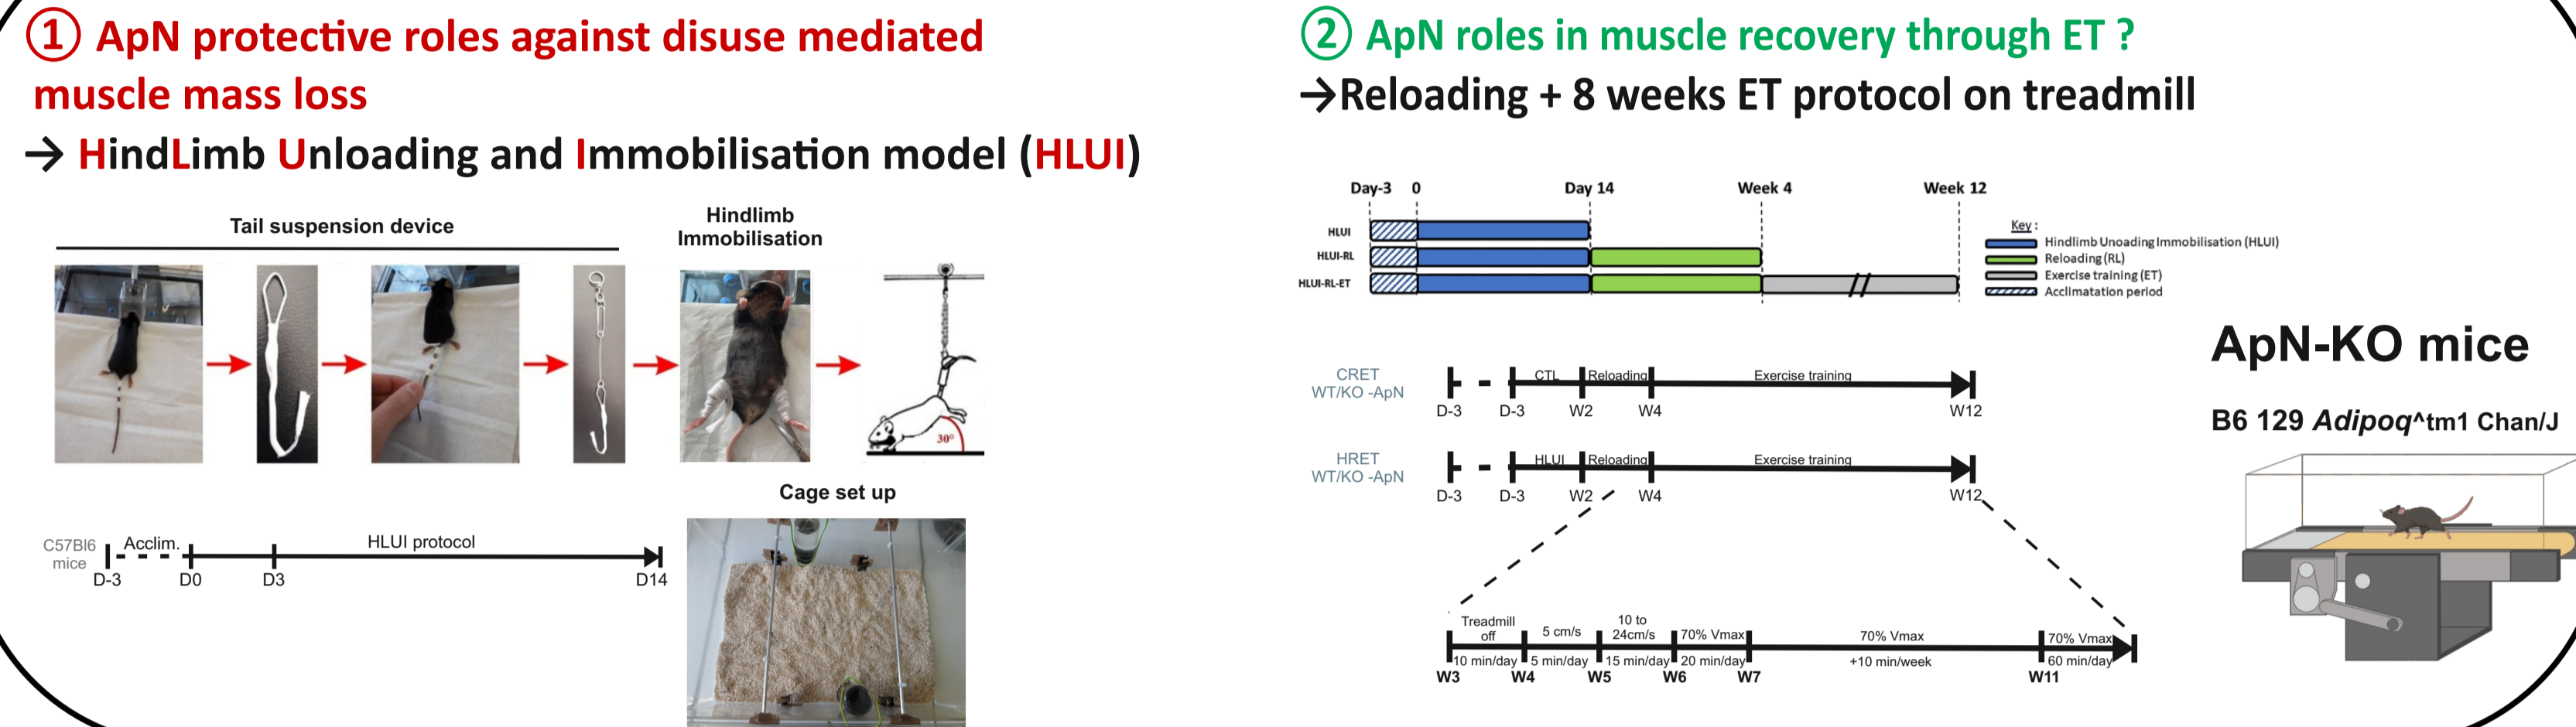 ① ApN protective roles against disuse mediated
muscle mass loss
→ HindLimb Unloading and Immobilisation model (HLUI)
Tail suspension device
Hindlimb
Immobilisation
30°
Cage set up
C57Bl6
mice
Acclim.
HLUI protocol
D-3
D0
D3
D14
② ApN roles in muscle recovery through ET ?
→Reloading + 8 weeks ET protocol on treadmill
Day-3
0
Day 14
Week 4
Week 12
HLUI
HLUI-RL
HLUI-RL-ET
Key :
Hindlimb Unoading Immobilisation (HLUI)
Reloading (RL)
Exercise training (ET)
Acclimatation period
CRET
WT/KO -ApN
CTL
Reloading
Exercise training
D-3
D-3
W2
W4
W12
HRET
WT/KO -ApN
HLUI
Reloading
Exercise training
D-3
D-3
W2
W4
W12
Treadmill
off
5 cm/s
10 to
24cm/s
70% Vmax
70% Vmax
70% Vmax
10 min/day
5 min/day
15 min/day
20 min/day
+10 min/week
60 min/day
W3
W4
W5
W6
W7
W11
ApN-KO mice
B6 129 Adipoq^tm1 Chan/J